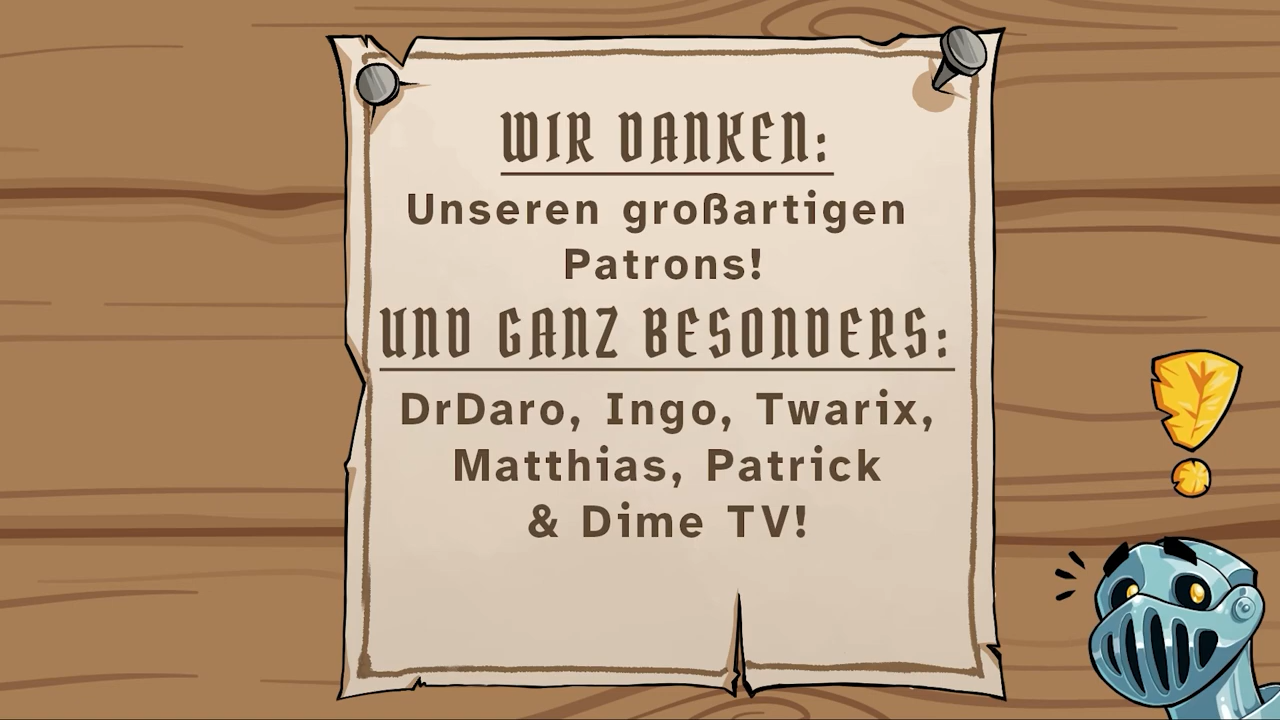 WIR DANKEN:
Unseren großartigen
Patrons!
UND GANZ BESONDERS:
DrDaro, Ingo, Twarix,
Matthias, Patrick
& Dime TV!